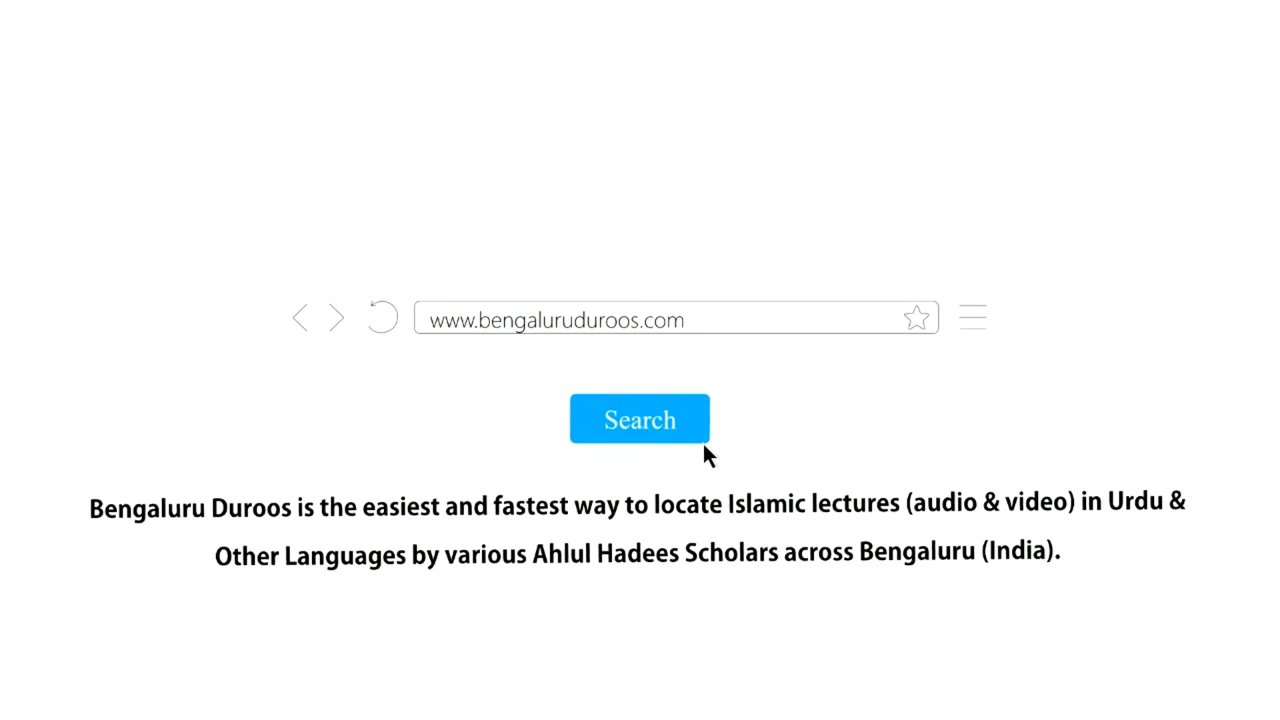 www.bengaluruduroos.com
Search
Bengaluru Duroos is the easiest and fastest way to locate Islamic lectures (audio & video) in Urdu &
Other Languages by various Ahlul Hadees Scholars across Bengaluru (India).